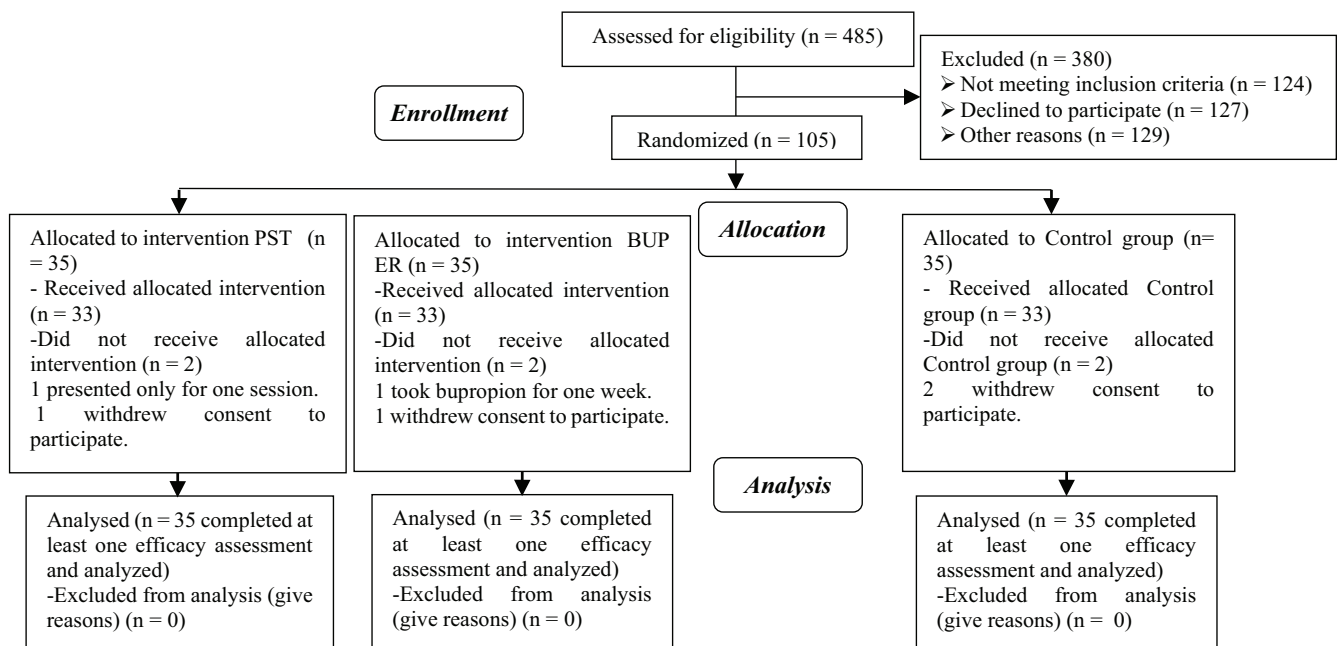 Assessed for eligibility (n = 485)
Excluded (n = 380)
➢ Not meeting inclusion criteria (n = 124)
➢ Declined to participate (n = 127)
➢ Other reasons (n = 129)
Enrollment
Randomized (n = 105)
Allocation
Allocated to intervention PST (n
= 35)
- Received allocated intervention
(n = 33)
-Did not receive allocated
intervention (n = 2)
1 presented only for one session.
1 withdrew consent to
participate.
Allocated to intervention BUP
ER (n = 35)
-Received allocated intervention
(n = 33)
-Did not receive allocated
intervention (n = 2)
1 took bupropion for one week.
1 withdrew consent to participate.
Allocated to Control group (n=
35)
- Received allocated Control
group (n = 33)
-Did not receive allocated
Control group (n = 2)
2 withdrew consent to
participate.
Analysis
Analysed (n = 35 completed at
least one efficacy assessment
and analyzed)
-Excluded from analysis (give
reasons) (n = 0)
Analysed (n = 35 completed
at least one efficacy
assessment and analyzed)
-Excluded from analysis
(give reasons) (n = 0)
Analysed (n = 35 completed
at least one efficacy
assessment and analyzed)
-Excluded from analysis
(give reasons) (n = 0)